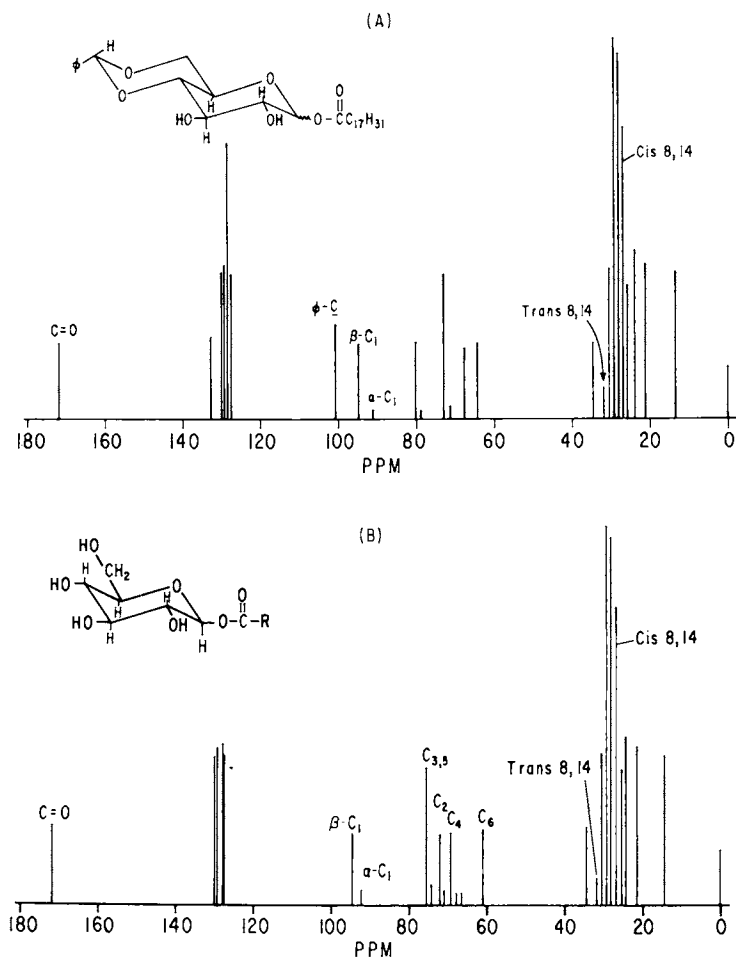 (A)
H
φ
O
O
O
H
H
HO
H
OH
O
O-CC₁₇H₃₁
Cis 8,14
φ-C
Trans 8,14
C=O
β-C₁
α-C₁
180 160 140 120 100 80 60 40 20 0
PPM
(B)
HO
CH₂
H
HO
O
H
H
O
HO
OH
O-C-R
H
H
Cis 8,14
C₃,₅
Trans 8,14
C₂
C₄
C₆
C=O
β-C₁
α-C₁
180 160 140 120 100 80 60 40 20 0
PPM